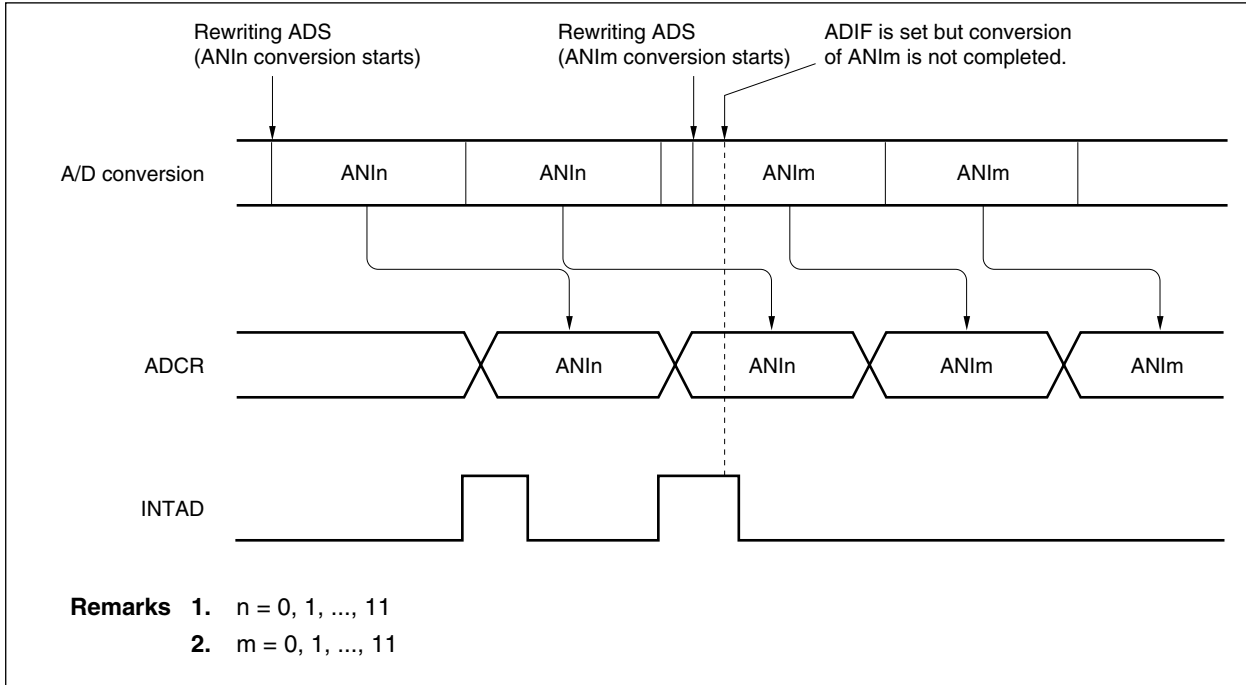 Rewriting ADS
(ANIn conversion starts)
Rewriting ADS
(ANIm conversion starts)
ADIF is set but conversion
of ANIm is not completed.
A/D conversion
ANIn
ANIn
ANIm
ANIm
ADCR
ANIn
ANIn
ANIm
ANIm
INTAD
Remarks 1. n = 0, 1, ..., 11
2. m = 0, 1, ..., 11